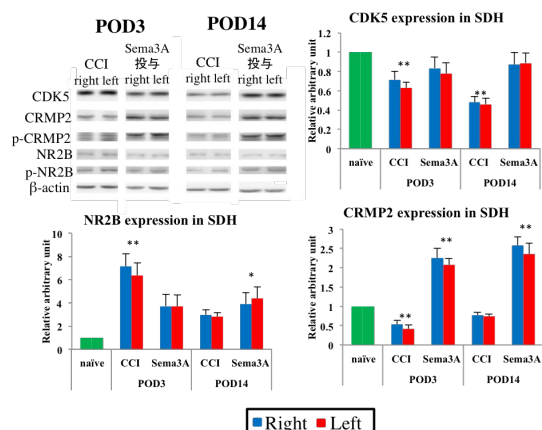 POD3
POD14
CCI
Sema3A
投与
CCI
Sema3A
投与
right left
right left
right left
right left
CDK5
CRMP2
p-CRMP2
NR2B
p-NR2B
β-actin
CDK5 expression in SDH
Relative arbitrary unit
1.2
1
0.8
0.6
0.4
0.2
0
** **
naïve
CCI
Sema3A
CCI
Sema3A
POD3
POD14
NR2B expression in SDH
Relative arbitrary unit
10
8
6
4
2
0
** *
naïve
CCI
Sema3A
CCI
Sema3A
POD3
POD14
CRMP2 expression in SDH
Relative arbitrary unit
3
2.5
2
1.5
1
0.5
0
** ** **
naïve
CCI
Sema3A
CCI
Sema3A
POD3
POD14
Right Left